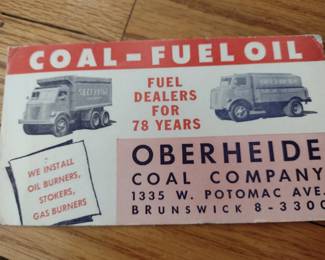 COAL - FUEL OIL
FUEL
DEALERS
FOR
78 YEARS
WE INSTALL
OIL BURNERS,
STOKERS,
GAS BURNERS
OBERHEIDE
COAL COMPANY
1335 W. POTOMAC AVE.
BRUNSWICK 8-3300